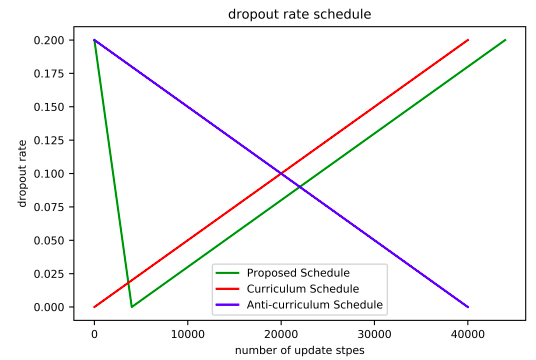 dropout rate schedule
dropout rate
0.200
0.175
0.150
0.125
0.100
0.075
0.050
0.025
0.000
Proposed Schedule
Curriculum Schedule
Anti-curriculum Schedule
0
10000
20000
30000
40000
number of update stpes